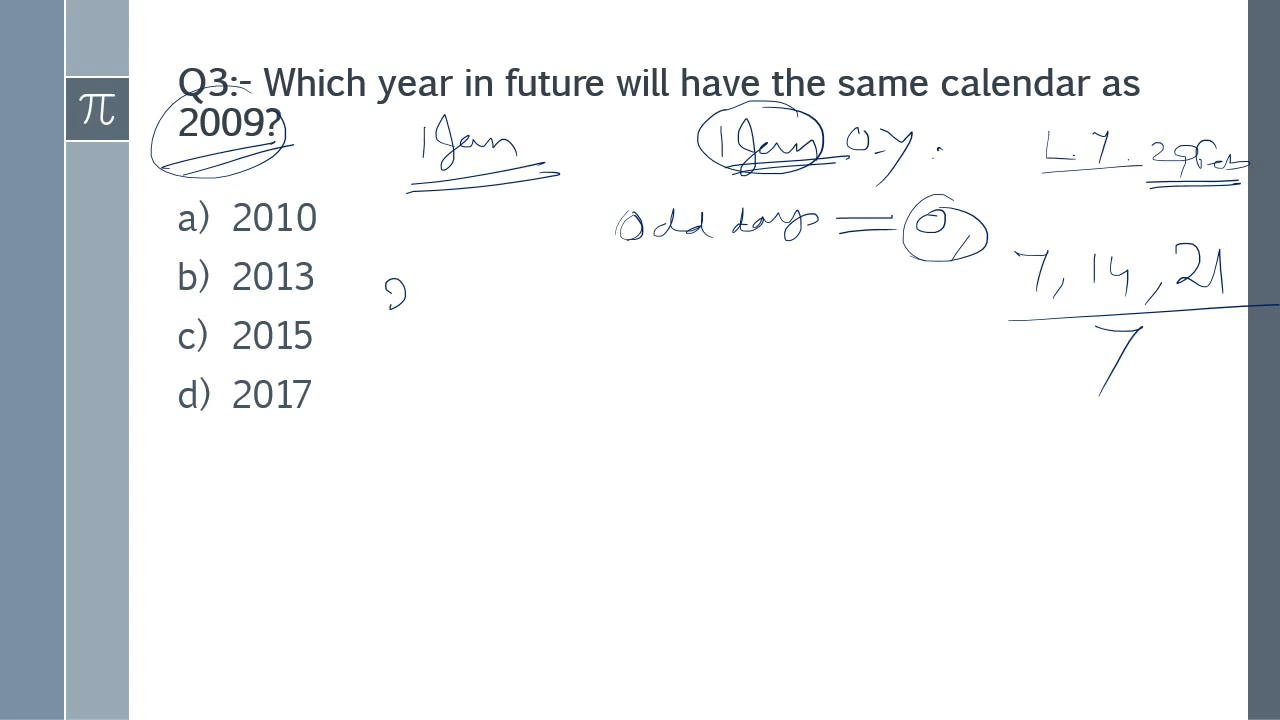 π
Q3:- Which year in future will have the same calendar as
2009?
1 Jan
1 Jan O.Y.
L.Y. 29 Feb
a) 2010
Odd days = 0,
7, 14, 21
7
b) 2013
c) 2015
d) 2017